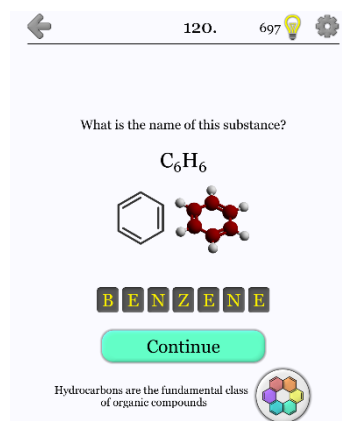 120.
697
What is the name of this substance?
C₆H₆
BENZENE
Continue
Hydrocarbons are the fundamental class
of organic compounds